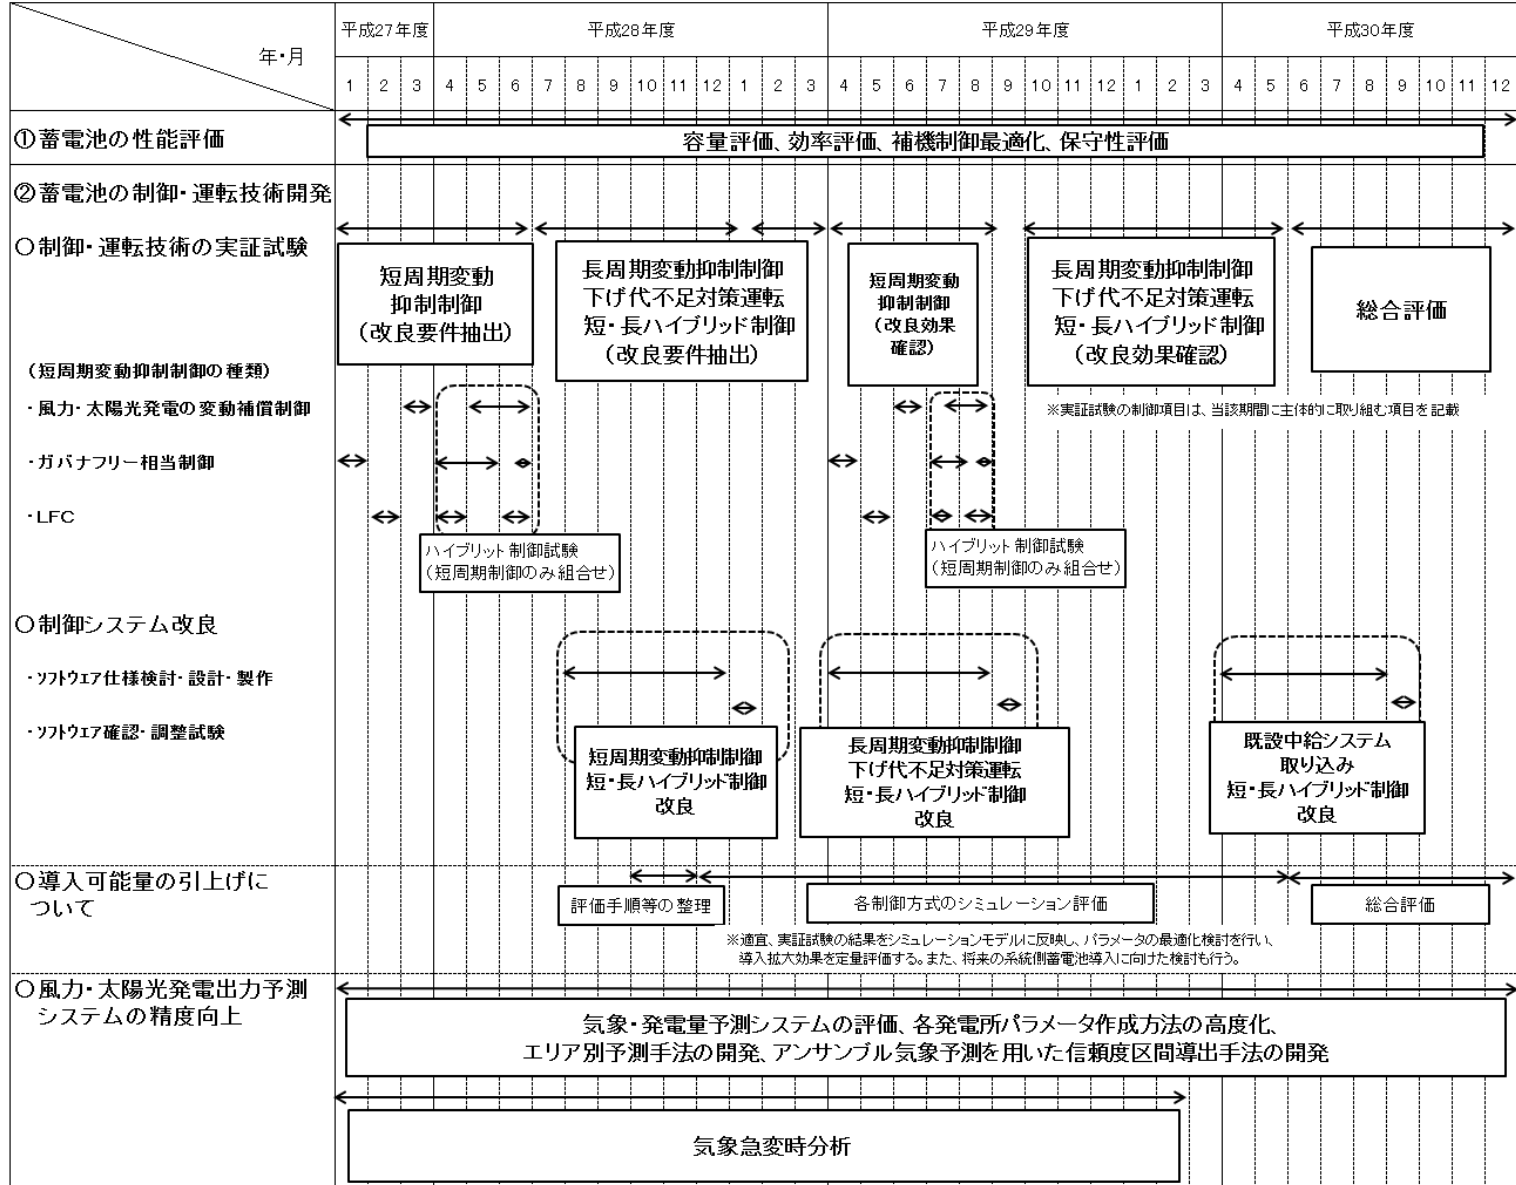 年・月
平成27年度
平成28年度
平成29年度
平成30年度
1 2 3 4 5 6 7 8 9 10 11 12 1 2 3 4 5 6 7 8 9 10 11 12 1 2 3 4 5 6 7 8 9 10 11 12
①蓄電池の性能評価
容量評価、効率評価、補機制御最適化、保守性評価
②蓄電池の制御・運転技術開発
〇制御・運転技術の実証試験
短周期変動
抑制制御
(改良要件抽出)
長周期変動抑制制御
下げ代不足対策運転
短・長ハイブリッド制御
(改良要件抽出)
短周期変動
抑制制御
(改良効果
確認)
長周期変動抑制制御
下げ代不足対策運転
短・長ハイブリッド制御
(改良効果確認)
総合評価
(短周期変動抑制制御の種類)
・風力・太陽光発電の変動補償制御
※実証試験の制御項目は、当該期間に主体的に取り組む項目を記載
・ガバナフリー相当制御
・LFC
ハイブリット制御試験
(短周期制御のみ組合せ)
ハイブリット制御試験
(短周期制御のみ組合せ)
〇制御システム改良
・ソフトウェア仕様検討・設計・製作
・ソフトウェア確認・調整試験
短周期変動抑制制御
短・長ハイブリッド制御
改良
長周期変動抑制制御
下げ代不足対策運転
短・長ハイブリッド制御
改良
既設中給システム
取り込み
短・長ハイブリッド制御
改良
〇導入可能量の引上げに
ついて
評価手順等の整理
各制御方式のシミュレーション評価
総合評価
※適宜、実証試験の結果をシミュレーションモデルに反映し、パラメータの最適化検討を行い、
導入拡大効果を定量評価する。また、将来の系統側蓄電池導入に向けた検討も行う。
〇風力・太陽光発電出力予測
システムの精度向上
気象・発電量予測システムの評価、各発電所パラメータ作成方法の高度化、
エリア別予測手法の開発、アンサンブル気象予測を用いた信頼度区間導出手法の開発
気象急変時分析